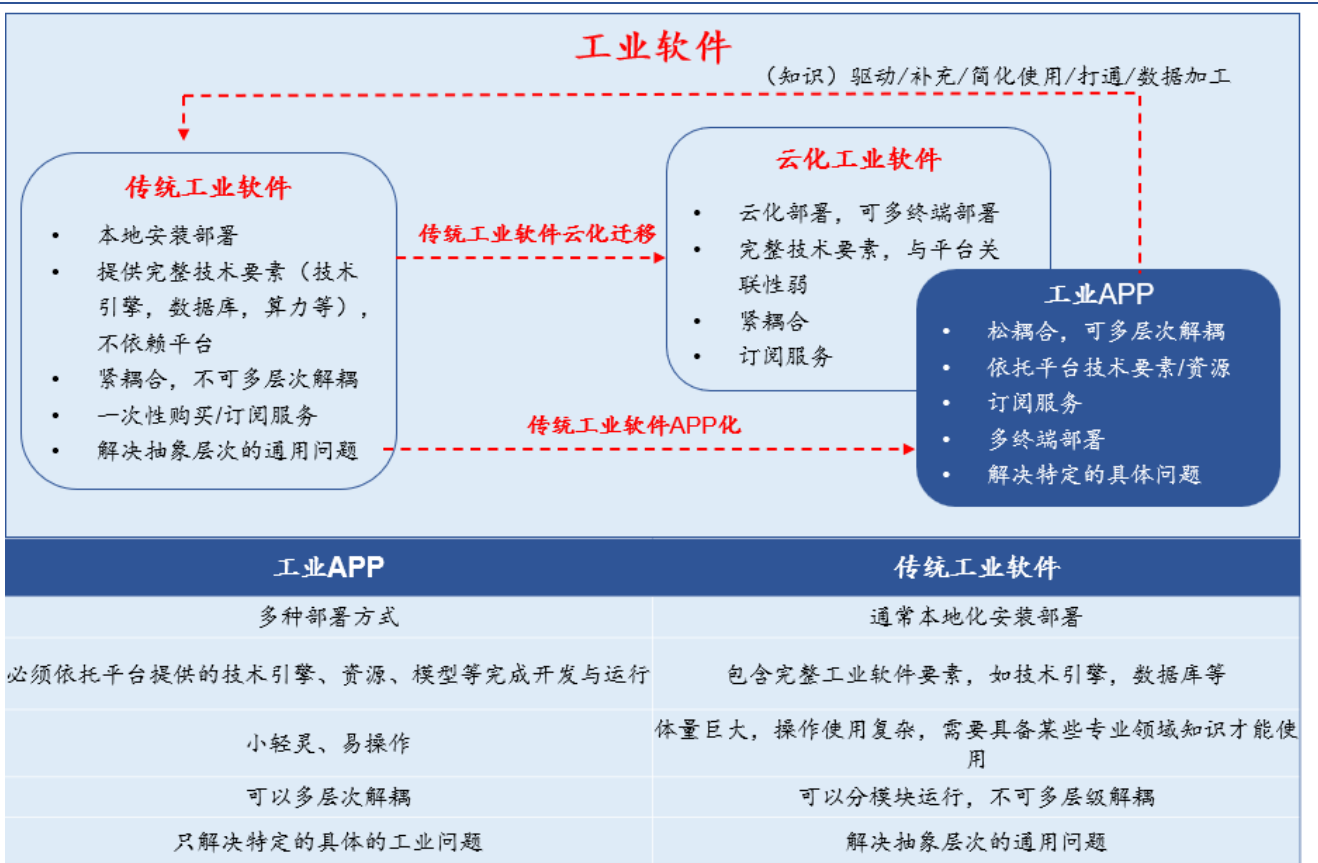 工业软件
（知识）驱动/补充/简化使用/打通/数据加工
传统工业软件
• 本地安装部署
• 提供完整技术要素（技术
引擎，数据库，算力等），
不依赖平台
• 紧耦合，不可多层次解耦
• 一次性购买/订阅服务
• 解决抽象层次的通用问题
传统工业软件云化迁移
传统工业软件APP化
云化工业软件
• 云化部署，可多终端部署
• 完整技术要素，与平台关
联性弱
• 紧耦合
• 订阅服务
工业APP
• 松耦合，可多层次解耦
• 依托平台技术要素/资源
• 订阅服务
• 多终端部署
• 解决特定的具体问题
工业APP 传统工业软件
多种部署方式 通常本地化安装部署
必须依托平台提供的技术引擎、资源、模型等完成开发与运行 包含完整工业软件要素，如技术引擎，数据库等
小轻灵、易操作 体量巨大，操作使用复杂，需要具备某些专业领域知识才能使
用
可以多层次解耦 可以分模块运行，不可多层级解耦
只解决特定的具体的工业问题 解决抽象层次的通用问题